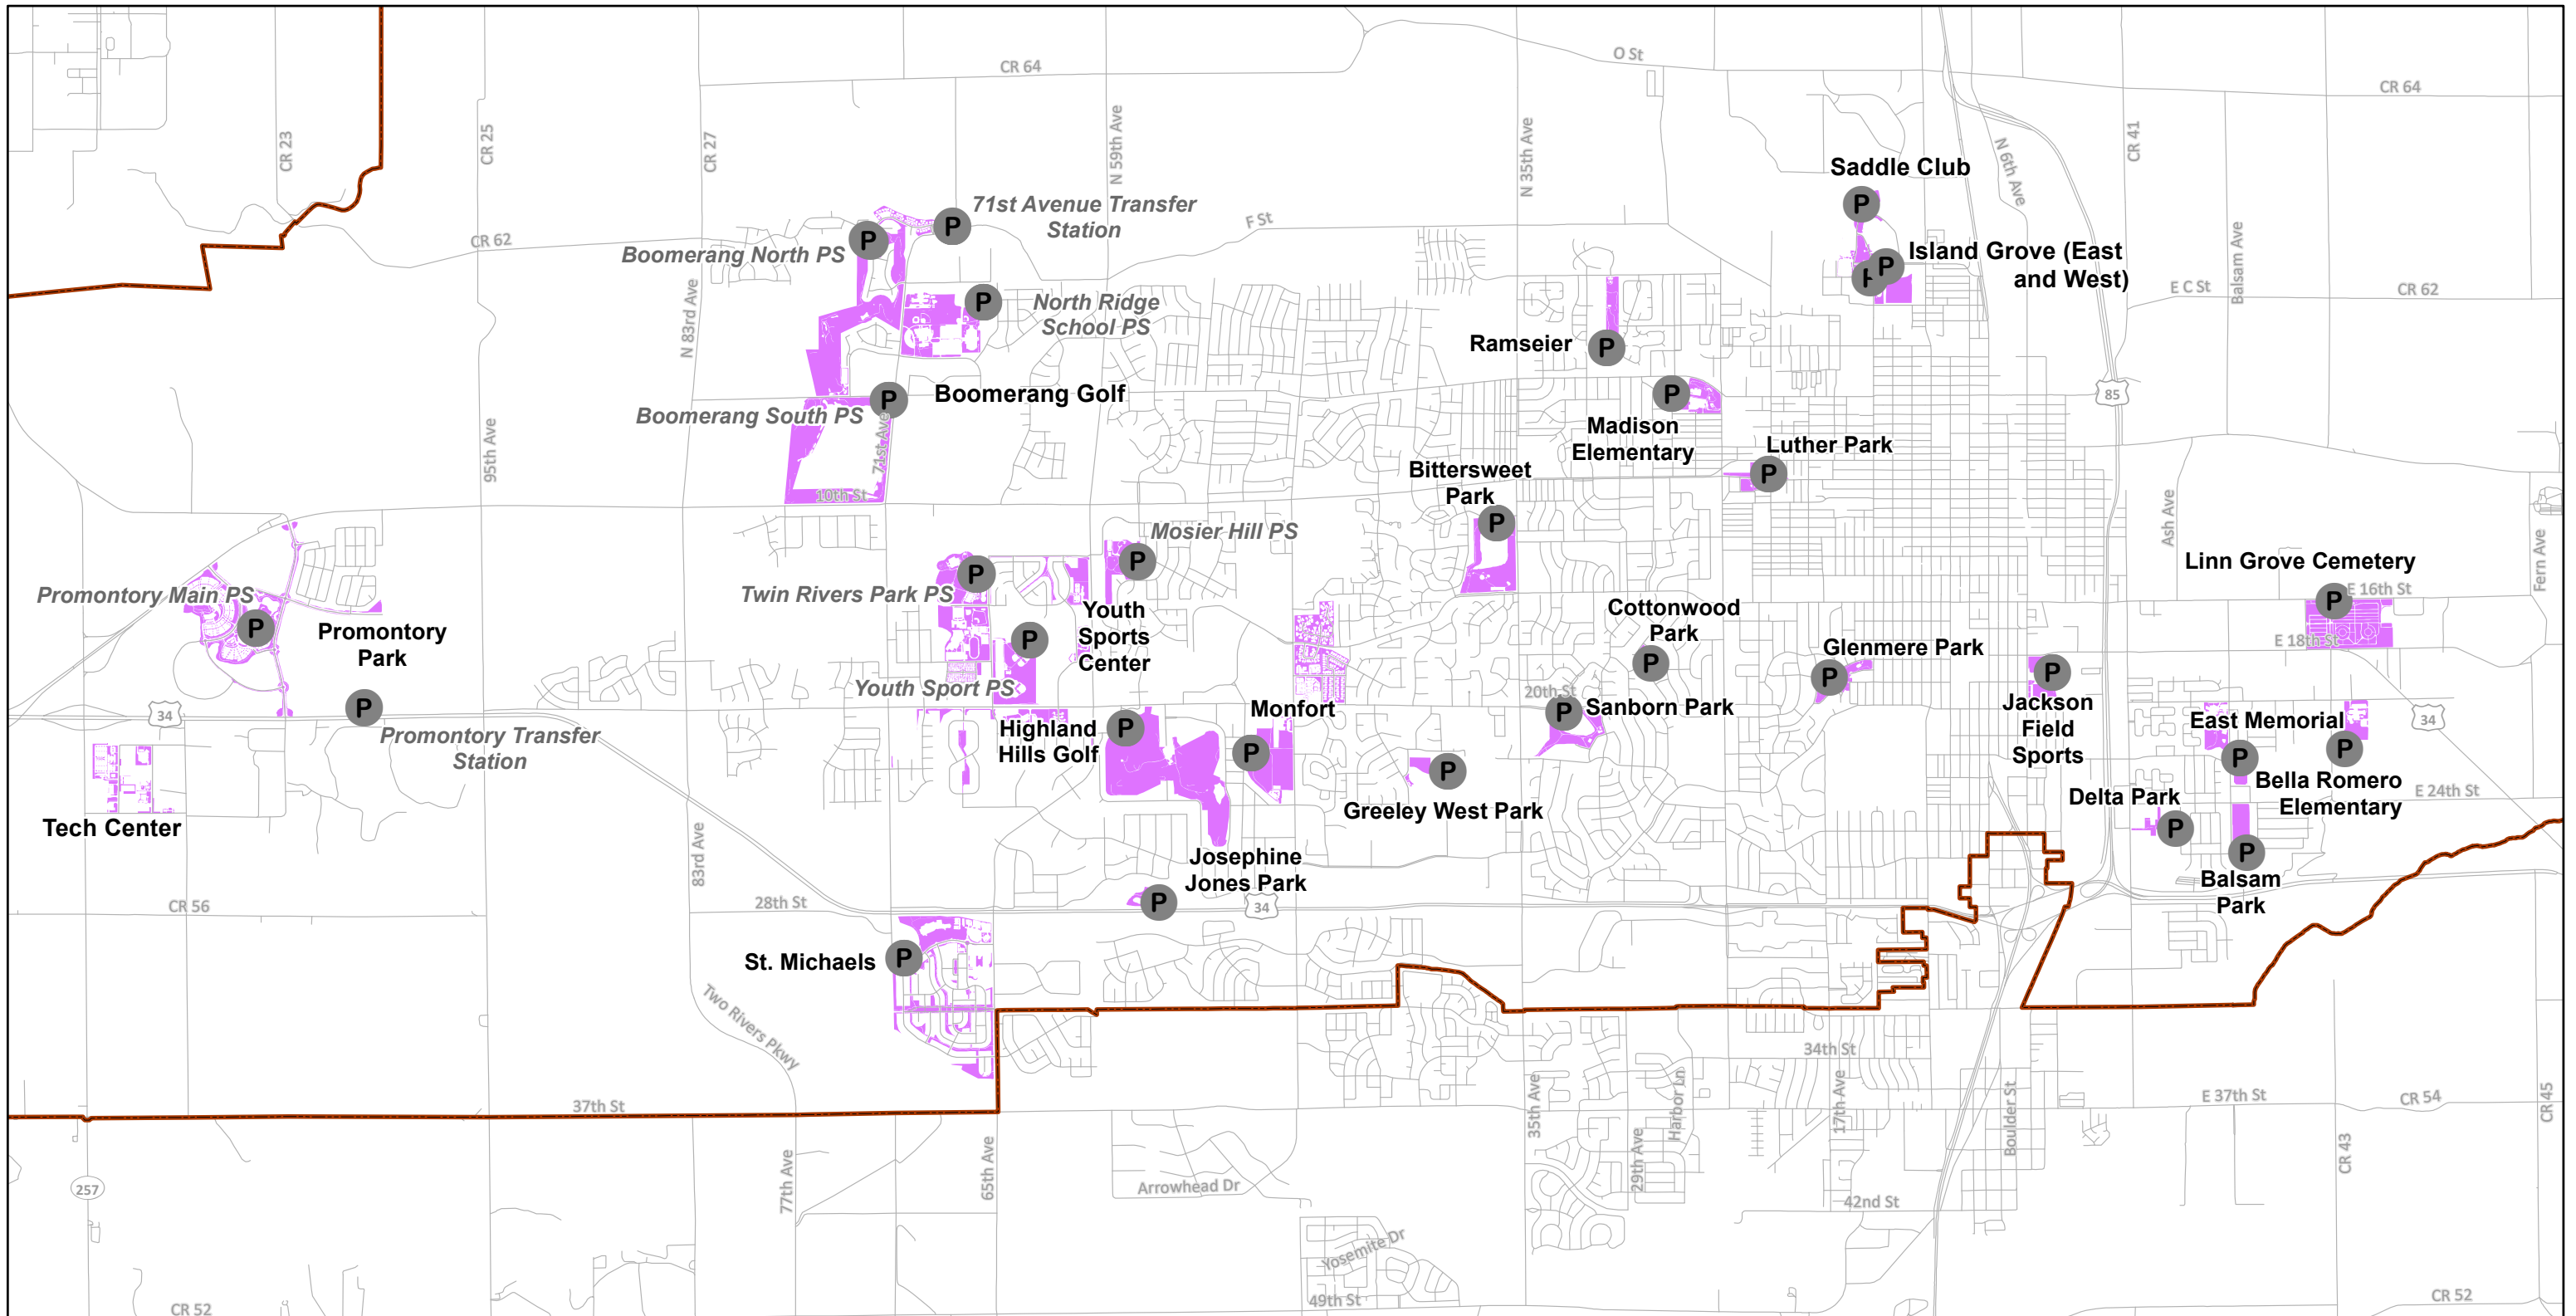 O St
CR 64
CR 64
CR 23
CR 25
CR 27
N 59th Ave
N 35th Ave
N 6th Ave
CR 41
Saddle Club
P
71st Avenue Transfer
Station
P
P
Boomerang North PS
CR 62
F St
Island Grove (East
and West)
P
Balsam Ave
E C St
CR 62
N 83rd Ave
P
North Ridge
School PS
Ramseier
P
85
Boomerang Golf
P
Boomerang South PS
71st Ave
P
Madison
Elementary
Luther Park
P
95th Ave
10th St
Bittersweet
Park
P
Ash Ave
Fern Ave
Mosier Hill PS
P
Linn Grove Cemetery
P
E 16th St
E 18th St
Promontory Main PS
P
Twin Rivers Park PS
P
Youth
Sports
Center
P
Promontory
Park
Cottonwood
Park
P
Glenmere Park
P
P
Jackson
Field
Sports
Youth Sport PS
20th St
P
Sanborn Park
34
P
Promontory Transfer
Station
Highland
Hills Golf
P
Monfort
P
East Memorial
P
P
34
Bella Romero
Elementary
P
Greeley West Park
Delta Park
P
E 24th St
Tech Center
83rd Ave
Josephine
Jones Park
P
34
P
Balsam
Park
CR 56
28th St
St. Michaels
P
Two Rivers Pkwy
34th St
37th St
35th Ave
Harbor Ln
17th Ave
Boulder St
E 37th St
CR 54
CR 45
257
77th Ave
65th Ave
Arrowhead Dr
29th Ave
42nd St
CR 43
Yosemite Dr
CR 52
49th St
CR 52